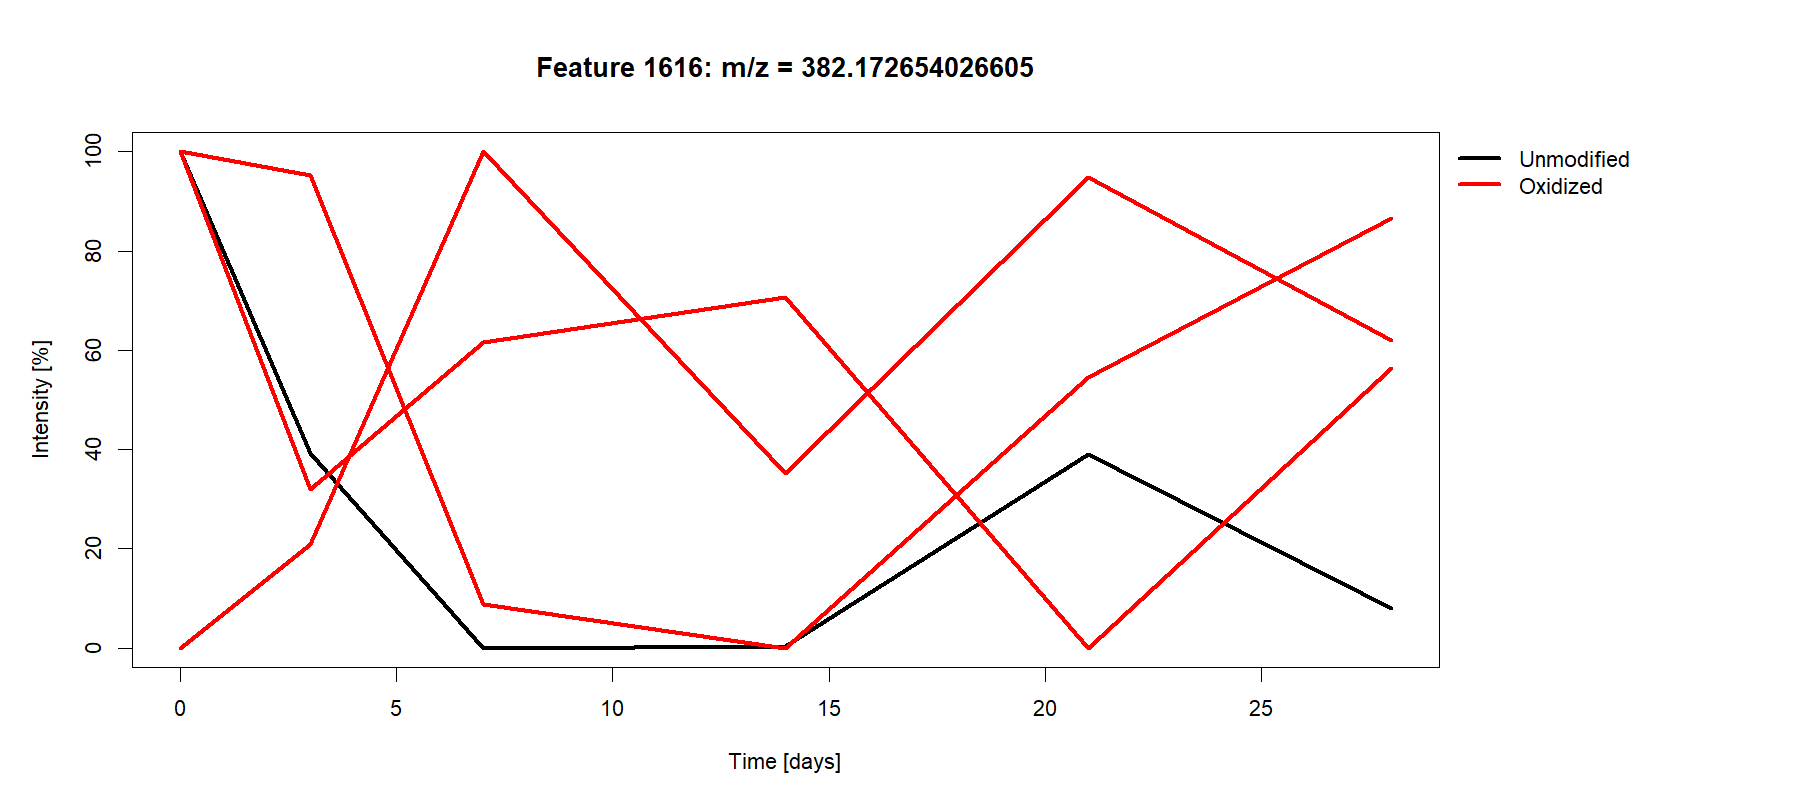 Feature 1616: m/z = 382.172654026605
Unmodified
Oxidized
Intensity [%]
100
80
60
40
20
0
0 5 10 15 20 25
Time [days]